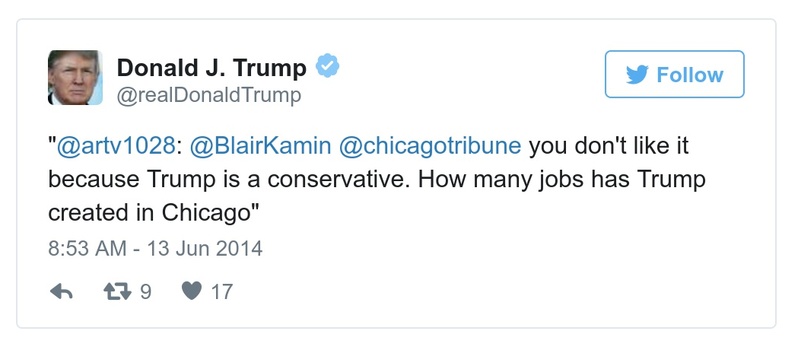 Donald J. Trump
@realDonaldTrump
Follow
"@artv1028: @BlairKamin @chicagotribune you don't like it
because Trump is a conservative. How many jobs has Trump
created in Chicago"
8:53 AM - 13 Jun 2014
9 17